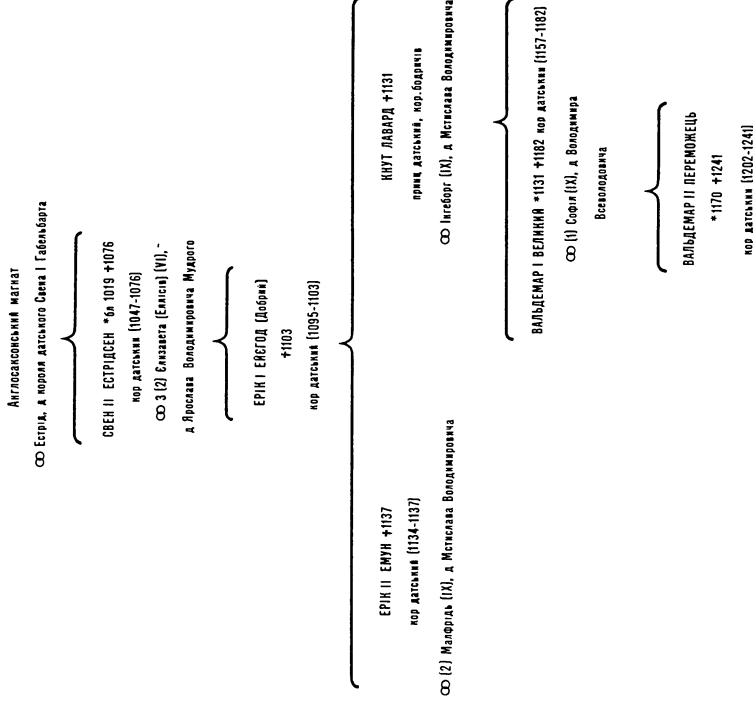 Англосаксонський магнат
ꝏ Естрід, д короля датського Свена І Габельбарта
СВЕН ІІ ЕСТРІДСЕН *бл 1019 +1076
кор датський (1047-1076)
ꝏ 3 (2) Єлизавета (Еллісів) (VI), -
д Ярослава Володимировича Мудрого
ЕРІК І ЕЙЄГОД (Добрий)
+1103
кор датський (1095-1103)
ЕРІК ІІ ЕМУН +1137
кор датський (1134-1137)
ꝏ (2) Малфрідь (IX), д Мстислава Володимировича
КНУТ ЛАВАРД +1131
принц датський, кор.бодричів
ꝏ Інгеборг (IX), д Мстислава Володимировича
ВАЛЬДЕМАР І ВЕЛИКИЙ *1131 +1182 кор датський (1157-1182)
ꝏ (1) Софія (IX), д Володимира
Всеволодовича
ВАЛЬДЕМАР ІІ ПЕРЕМОЖЕЦЬ
*1170 +1241
кор датський (1202-1241)